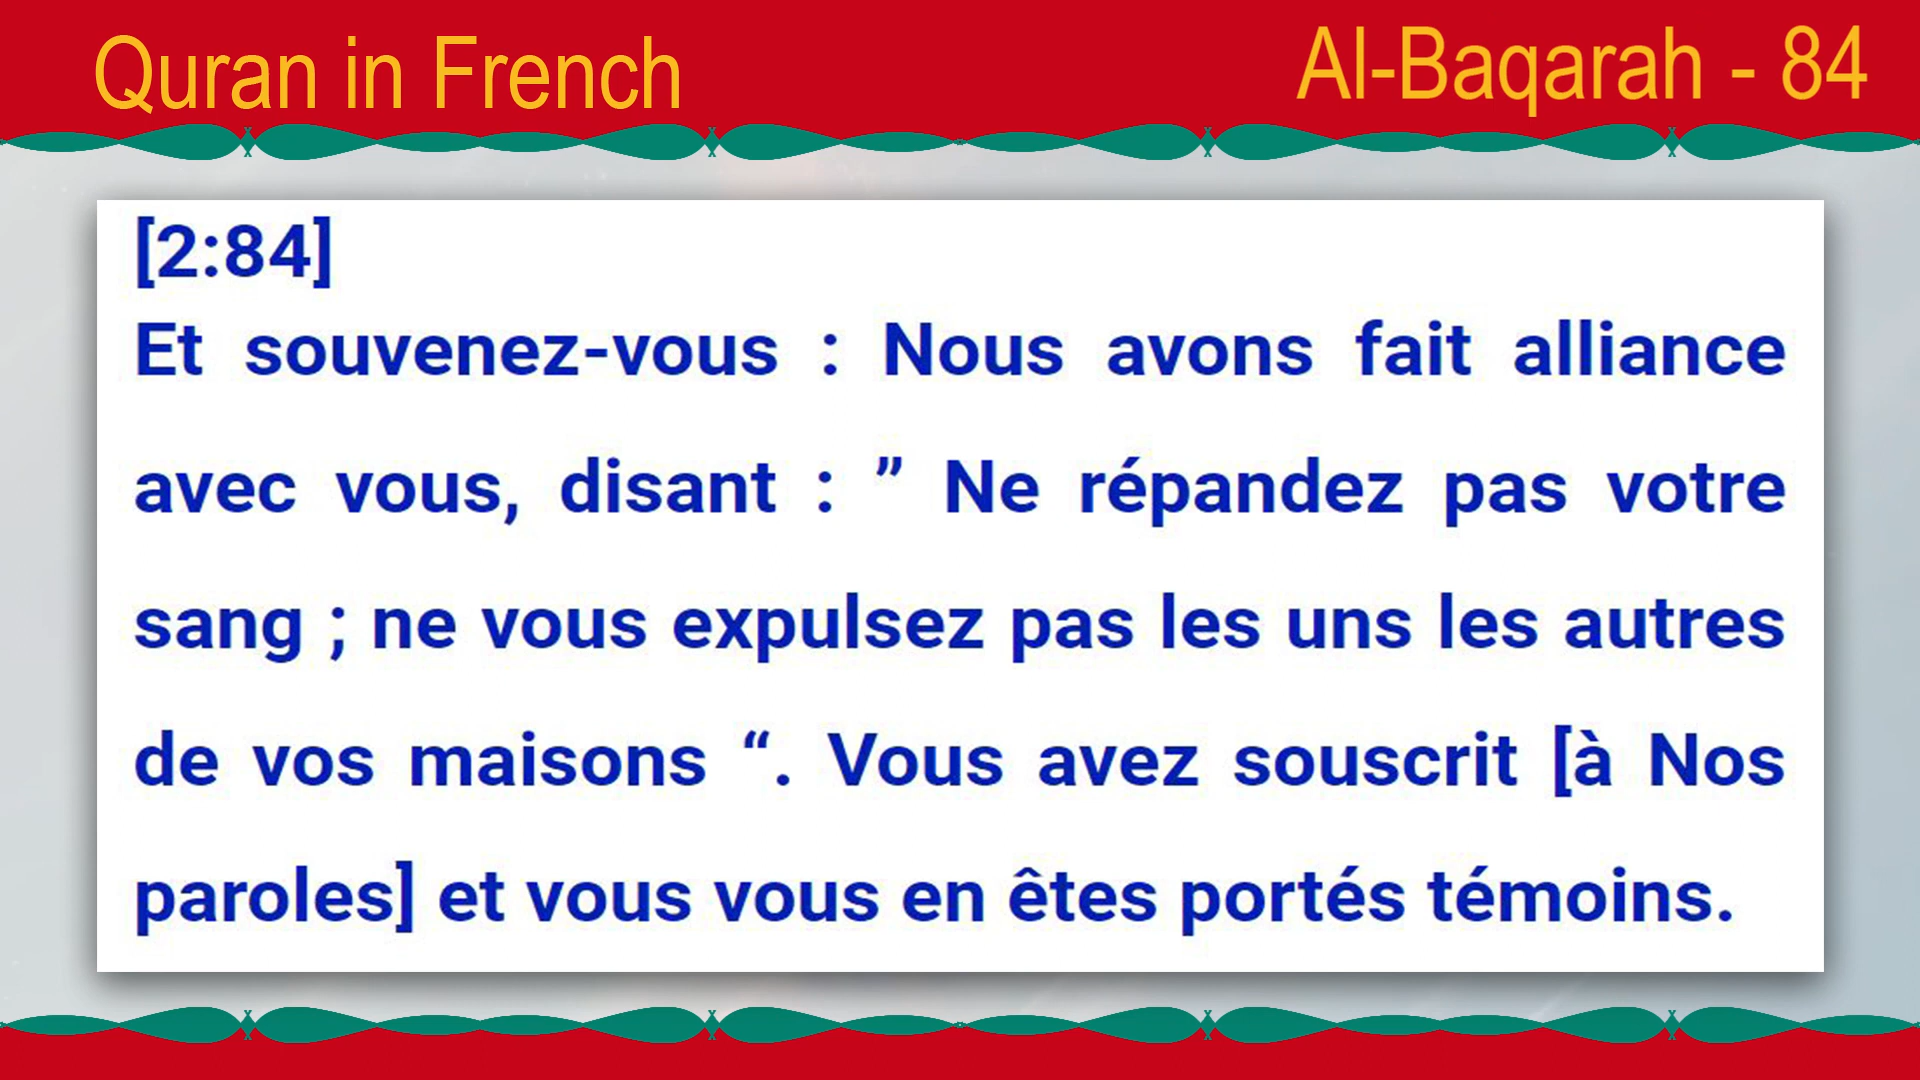 Quran in French
Al-Baqarah - 84
[2:84]
Et souvenez-vous : Nous avons fait alliance
avec vous, disant : ” Ne répandez pas votre
sang ; ne vous expulsez pas les uns les autres
de vos maisons “. Vous avez souscrit [à Nos
paroles] et vous vous en êtes portés témoins.